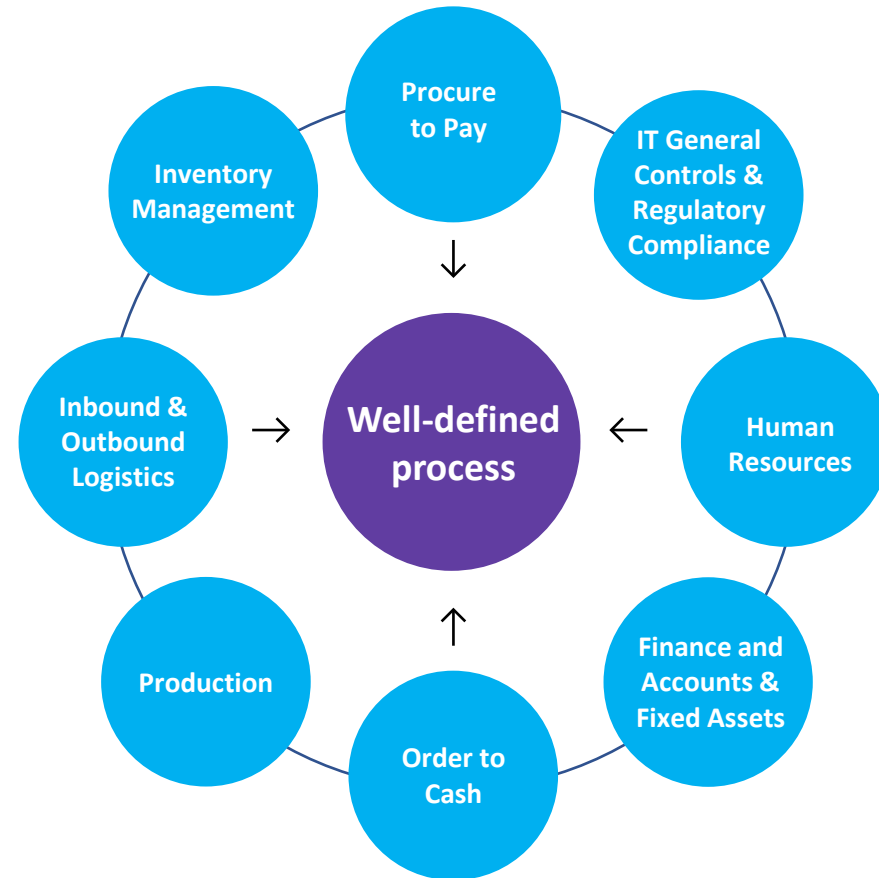 Procure
to Pay
IT General
Controls &
Regulatory
Compliance
Human
Resources
Finance and
Accounts &
Fixed Assets
Order to
Cash
Production
Inbound &
Outbound
Logistics
Inventory
Management
Well-defined
process